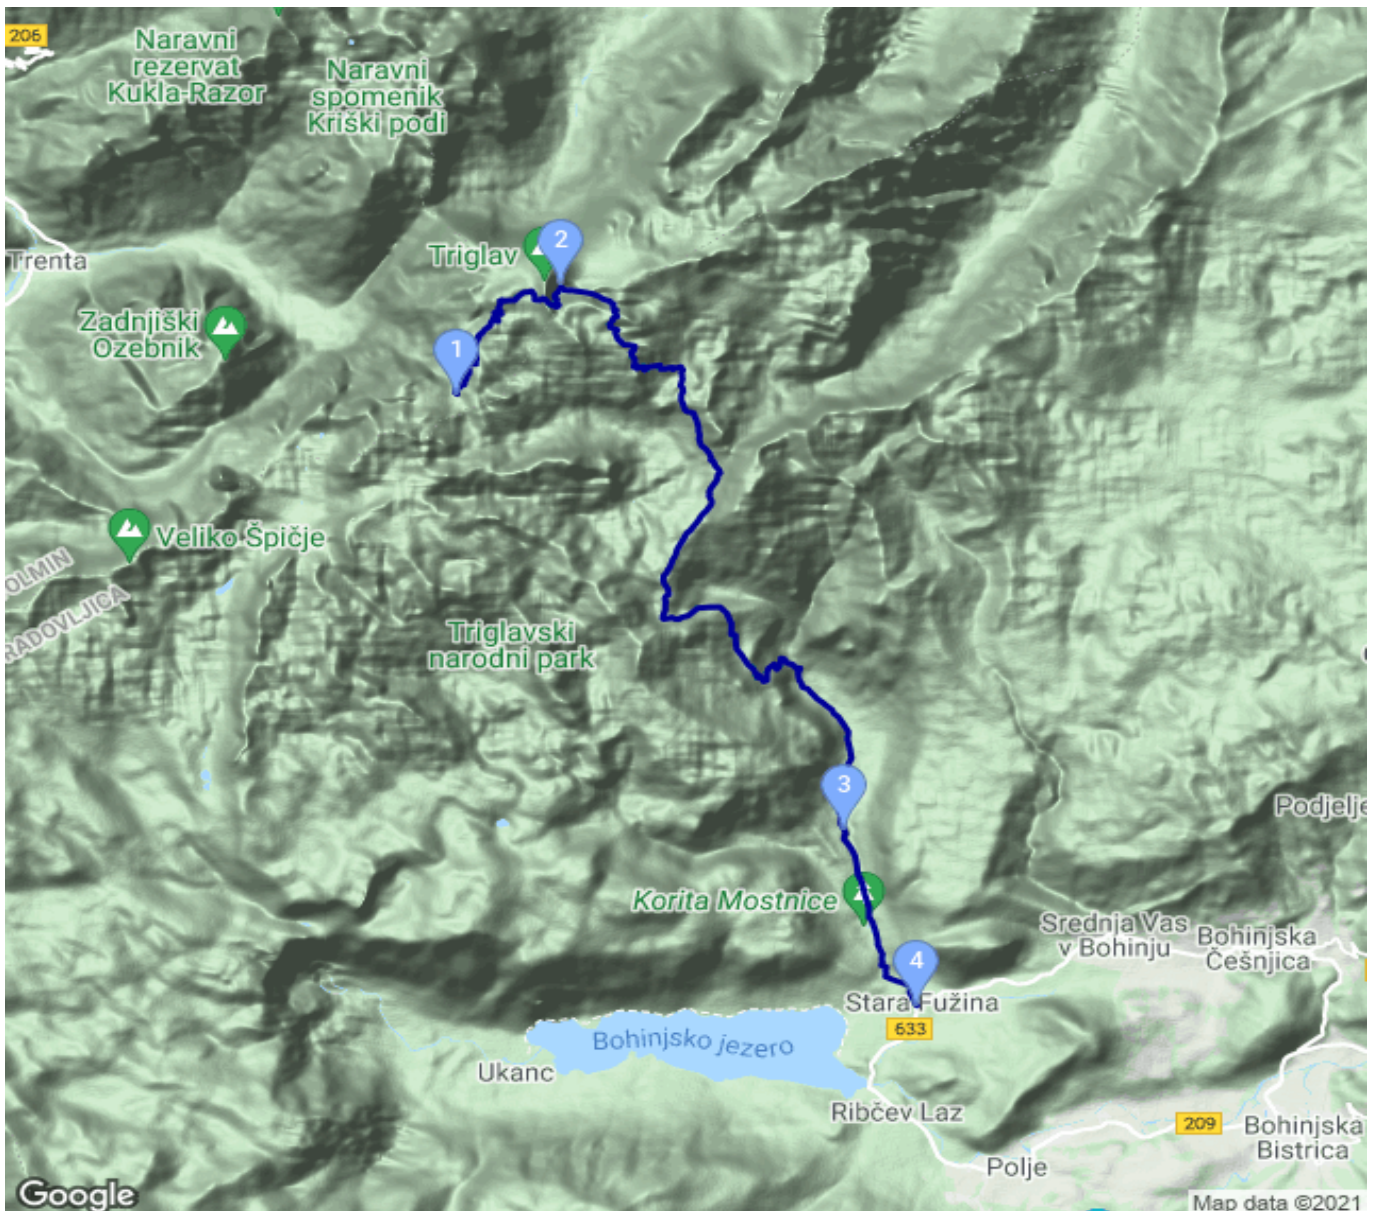 206
Naravni
rezervat
Kukla-Razor
Naravni
spomenik
Kriški podi
Triglav
2
Trenta
Zadnjiški
Ozebnik
1
Veliko Špičje
OLMIN
RADOVLJICA
Triglavski
narodni park
3
Podjelje
Korita Mostnice
Srednja Vas
v Bohinju
Bohinjska
Češnjica
4
Stara Fužina
633
Bohinjsko jezero
Ukanc
Ribčev Laz
209
Bohinjska
Bistrica
Polje
Google
Map data ©2021